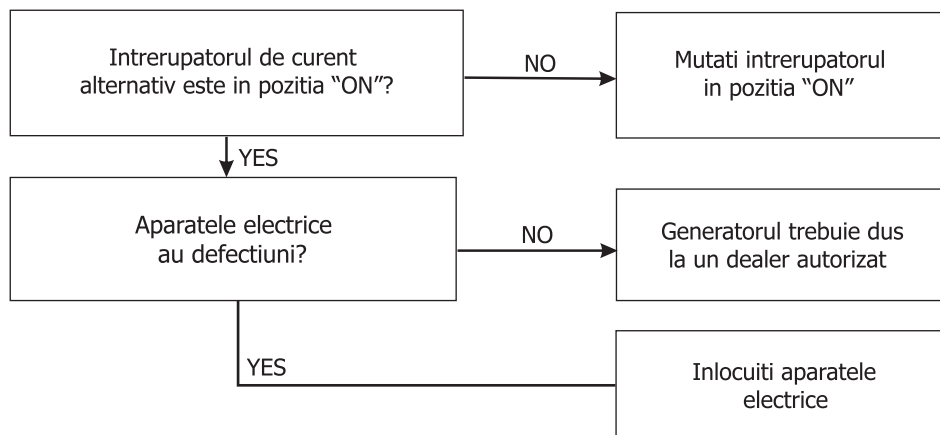 Intrerupatorul de curent
alternativ este in pozitia “ON”?
NO
Mutati intrerupatorul
in pozitia “ON”
YES
Aparatele electrice
au defectiuni?
NO
Generatorul trebuie dus
la un dealer autorizat
YES
Inlocuiti aparatele
electrice